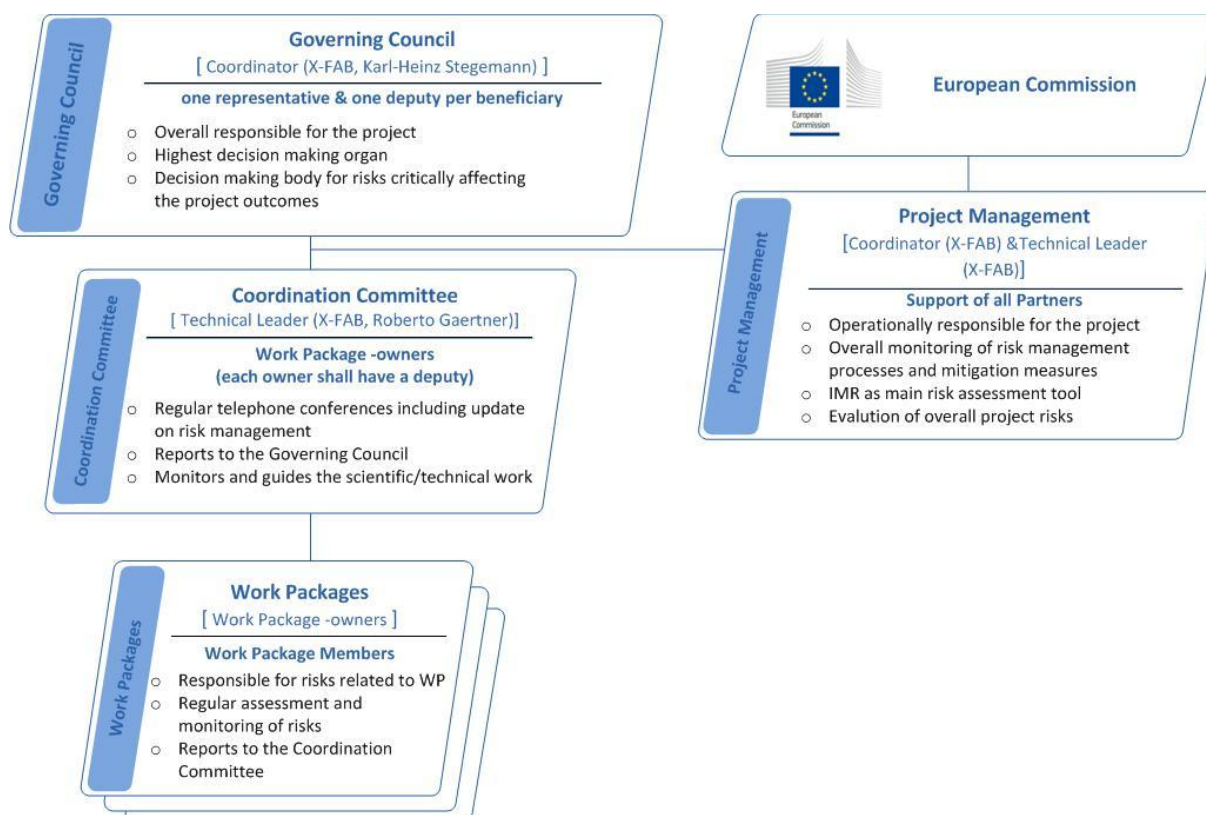 Governing Council
Governing Council
[ Coordinator (X-FAB, Karl-Heinz Stegemann) ]
one representative & one deputy per beneficiary
o Overall responsible for the project
o Highest decision making organ
o Decision making body for risks critically affecting
the project outcomes
European
Commission
European Commission
Project Management
Project Management
[Coordinator (X-FAB) &Technical Leader
(X-FAB)]
Support of all Partners
o Operationally responsible for the project
o Overall monitoring of risk management
processes and mitigation measures
o IMR as main risk assessment tool
o Evalution of overall project risks
Coordination Committee
Coordination Committee
[ Technical Leader (X-FAB, Roberto Gaertner)]
Work Package -owners
(each owner shall have a deputy)
o Regular telephone conferences including update
on risk management
o Reports to the Governing Council
o Monitors and guides the scientific/technical work
Work Packages
Work Packages
[ Work Package -owners ]
Work Package Members
o Responsible for risks related to WP
o Regular assessment and
monitoring of risks
o Reports to the Coordination
Committee